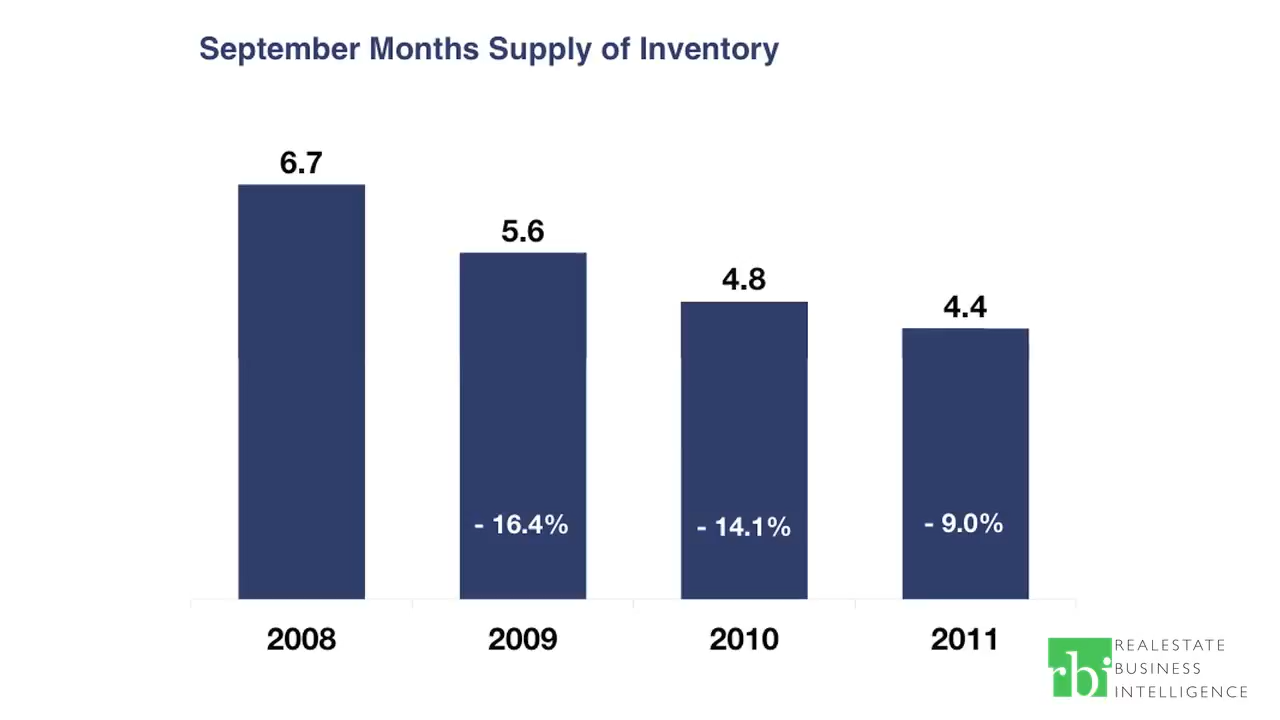 September Months Supply of Inventory
6.7
5.6
4.8
4.4
- 16.4%
- 14.1%
- 9.0%
2008
2009
2010
2011
rbi
REALESTATE
BUSINESS
INTELLIGENCE